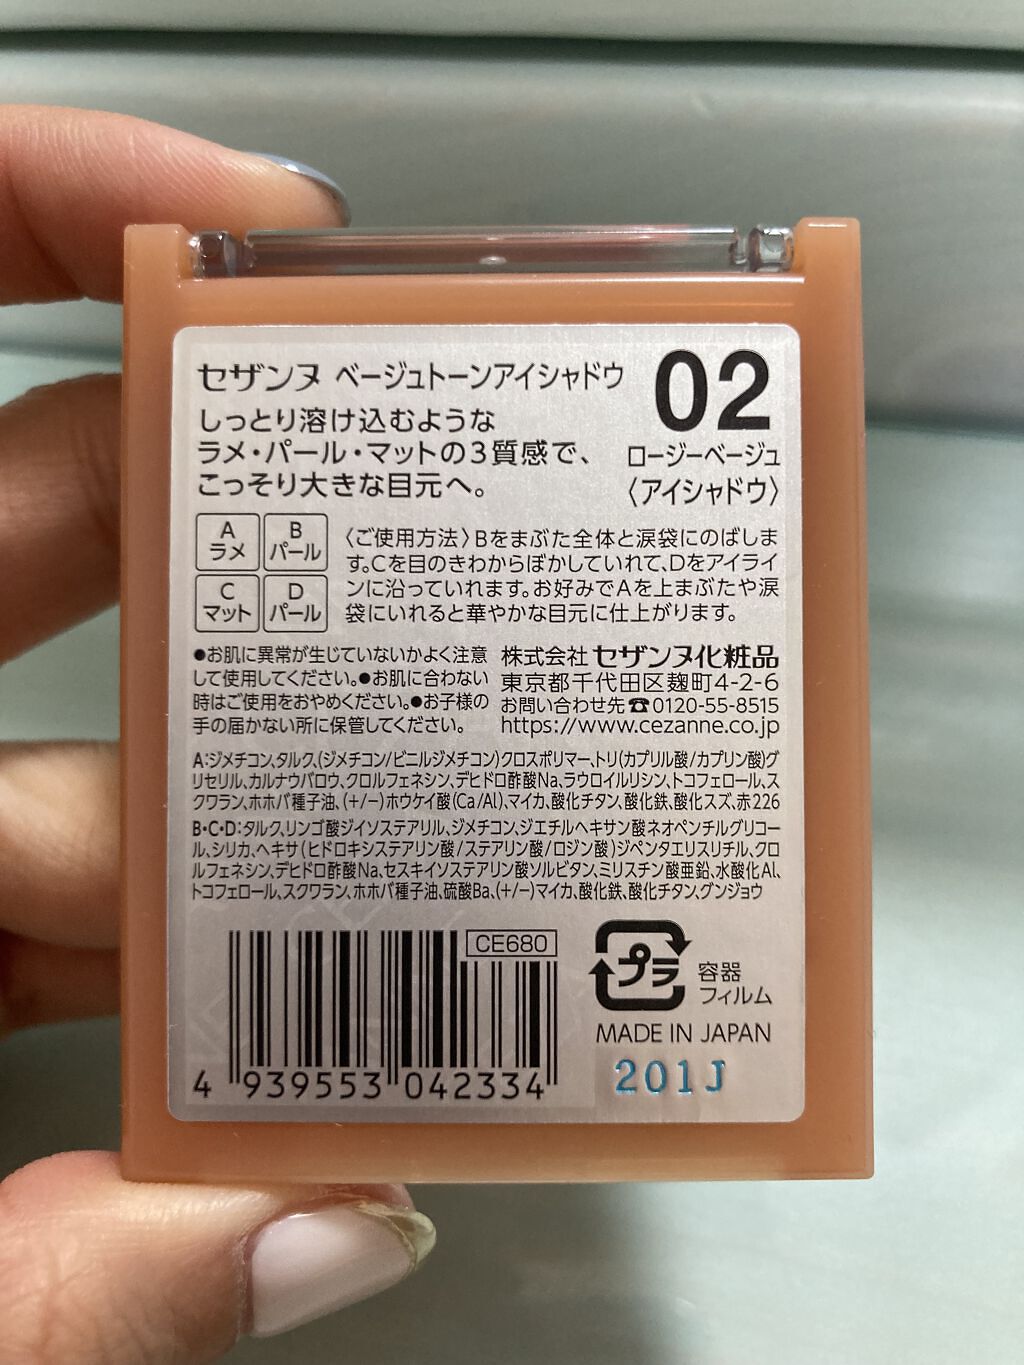 セザンヌ ベージュトーンアイシャドウ
02
しっとり溶け込むような
ラメ・パール・マットの3質感で、
こっそり大きな目元へ。
ロージーベージュ
〈アイシャドウ〉
A
ラメ
B
パール
C
マット
D
パール
〈ご使用方法〉Bをまぶた全体と涙袋にのばしま
す。Cを目のきわからぼかしていれて、Dをアイライ
ンに沿っていれます。お好みでAを上まぶたや涙
袋にいれると華やかな目元に仕上がります。
●お肌に異常が生じていないかよく注意
して使用してください。●お肌に合わない
時はご使用をおやめください。●お子様の
手の届かない所に保管してください。
株式会社 セザンヌ化粧品
東京都千代田区麹町4-2-6
お問い合わせ先☎0120-55-8515
https://www.cezanne.co.jp
A:ジメチコン、タルク、(ジメチコン/ビニルジメチコン)クロスポリマー、トリ(カプリル酸/カプリン酸)グ
リセリル、カルナウバロウ、クロルフェネシン、デヒドロ酢酸Na、ラウロイルリシン、トコフェロール、ス
クワラン、ホホバ種子油、(+/-)ホウケイ酸(Ca/Al)、マイカ、酸化チタン、酸化鉄、酸化スズ、赤226
B・C・D:タルク、リンゴ酸ジイソステアリル、ジメチコン、ジエチルヘキサン酸ネオペンチルグリコー
ル、シリカ、ヘキサ(ヒドロキシステアリン酸/ステアリン酸/ロジン酸)ジペンタエリスリチル、クロ
ルフェネシン、デヒドロ酢酸Na、セスキイソステアリン酸ソルビタン、ミリスチン酸亜鉛、水酸化Al、
トコフェロール、スクワラン、ホホバ種子油、硫酸Ba、(+/-)マイカ、酸化鉄、酸化チタン、グンジョウ
CE680
4 939553 042334
プラ
容器
フィルム
MADE IN JAPAN
201J